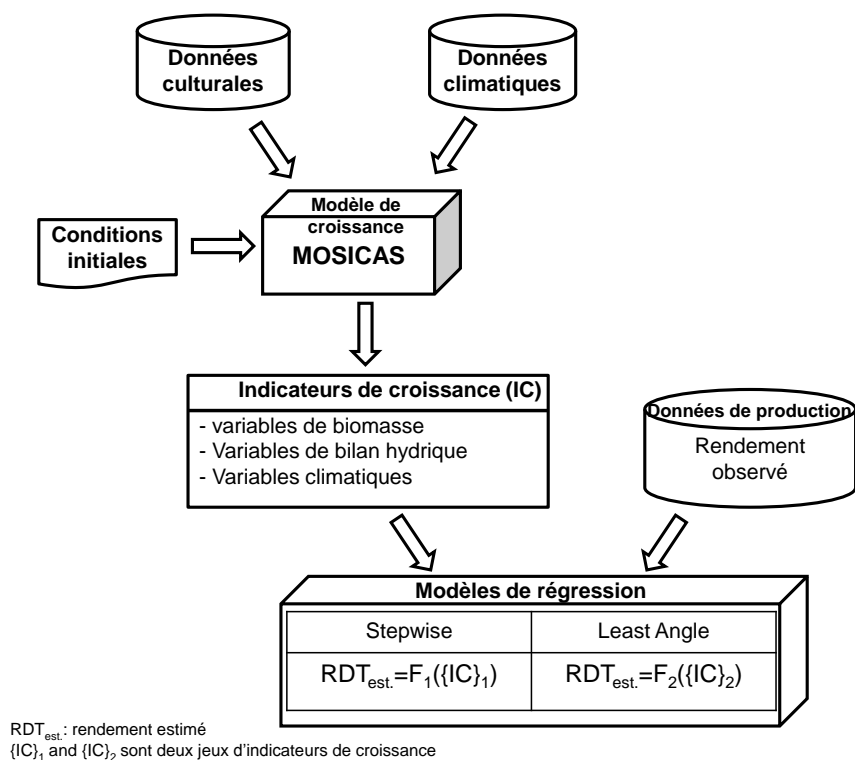 Données
culturales
Données
climatiques
Modèle de
croissance
MOSICAS
Conditions
initiales
Indicateurs de croissance (IC)
- variables de biomasse
- Variables de bilan hydrique
- Variables climatiques
Données de production
Rendement
observé
Modèles de régression
Stepwise
Least Angle
RDTest.=F1({IC}1)
RDTest.=F2({IC}2)
RDTest.: rendement estimé
{IC}1 and {IC}2 sont deux jeux d'indicateurs de croissance